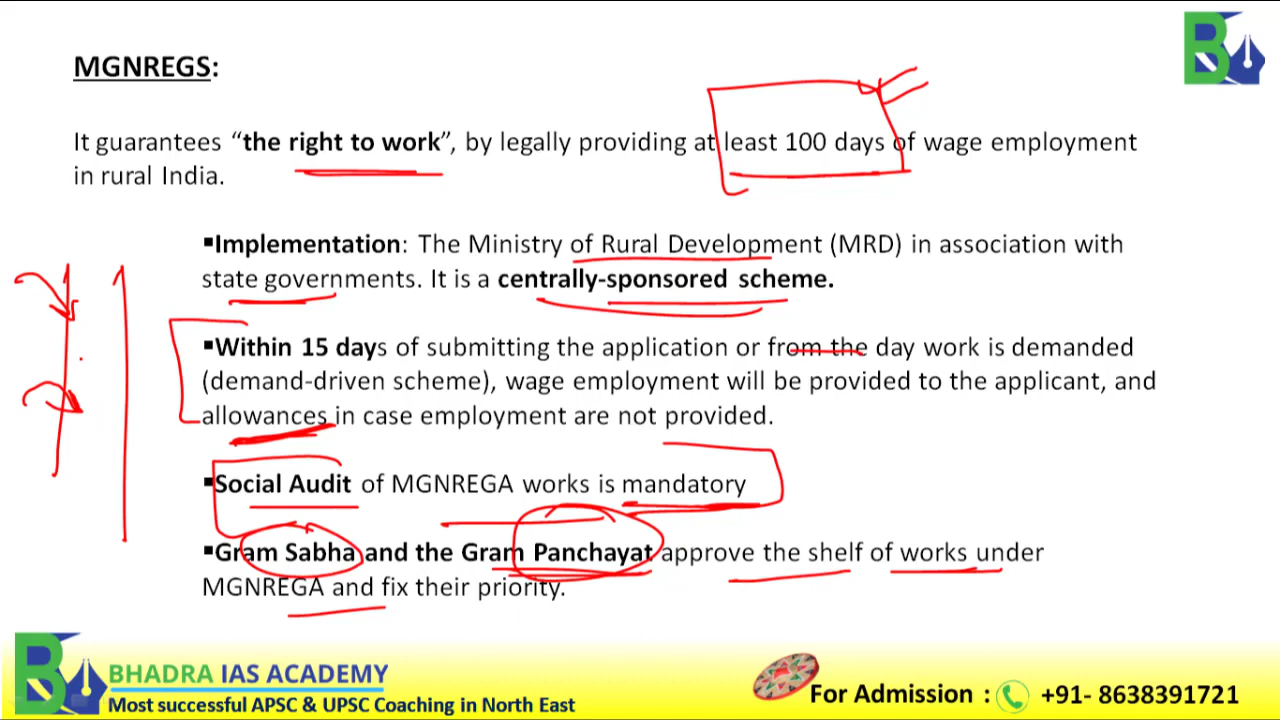 MGNREGS:
It guarantees “the right to work”, by legally providing at least 100 days of wage employment
in rural India.
▪Implementation: The Ministry of Rural Development (MRD) in association with
state governments. It is a centrally-sponsored scheme.
▪Within 15 days of submitting the application or from the day work is demanded
(demand-driven scheme), wage employment will be provided to the applicant, and
allowances in case employment are not provided.
▪Social Audit of MGNREGA works is mandatory
▪Gram Sabha and the Gram Panchayat approve the shelf of works under
MGNREGA and fix their priority.
BHADRA IAS ACADEMY
Most successful APSC & UPSC Coaching in North East
For Admission : +91- 8638391721